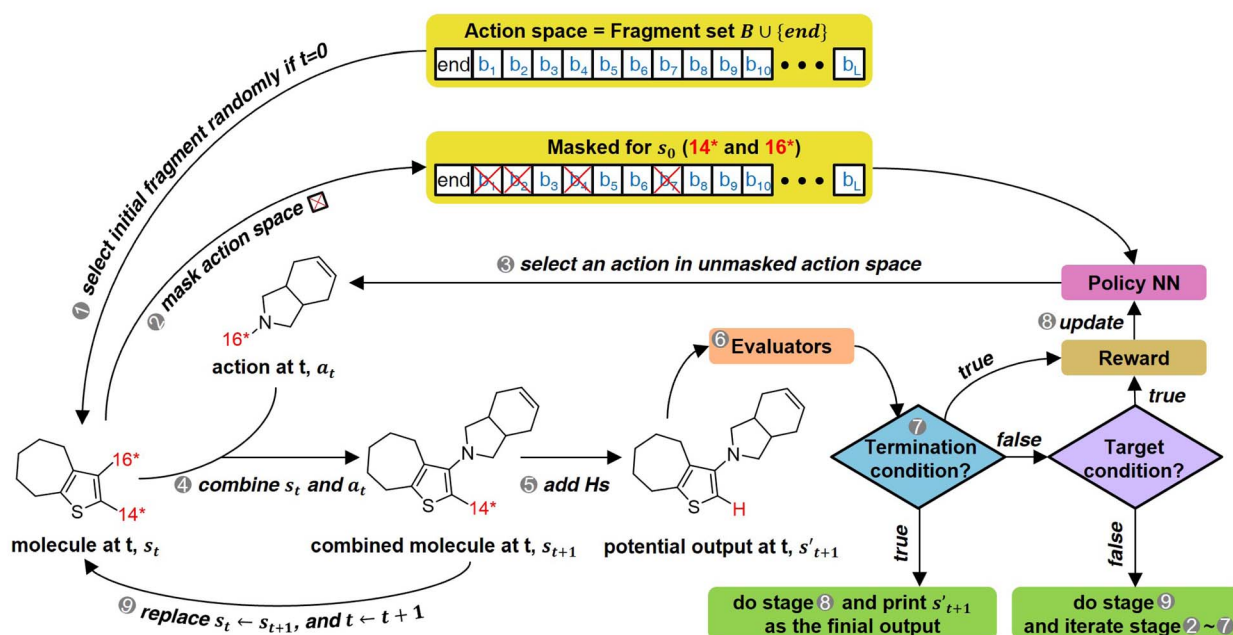 Action space = Fragment set B ∪ {end}
end b₁ b₂ b₃ b₄ b₅ b₆ b₇ b₈ b₉ b₁₀ • • • b_L
Masked for s₀ (14* and 16*)
end b₁ b₂ b₃ b₄ b₅ b₆ b₇ b₈ b₉ b₁₀ • • • b_L
① select initial fragment randomly if t=0
② mask action space
③ select an action in unmasked action space
Policy NN
⑧ update
16*
N
action at t, aₜ
⑥ Evaluators
Reward
true
true
⑦
Termination
condition?
false
Target
condition?
16*
14*
S
molecule at t, sₜ
④ combine sₜ and aₜ
N
S
14*
combined molecule at t, sₜ₊₁
⑤ add Hs
N
S
H
potential output at t, s'ₜ₊₁
true
false
⑨ replace sₜ ← sₜ₊₁, and t ← t + 1
do stage ⑧ and print s'ₜ₊₁
as the finial output
do stage ⑨
and iterate stage ② ~ ⑦